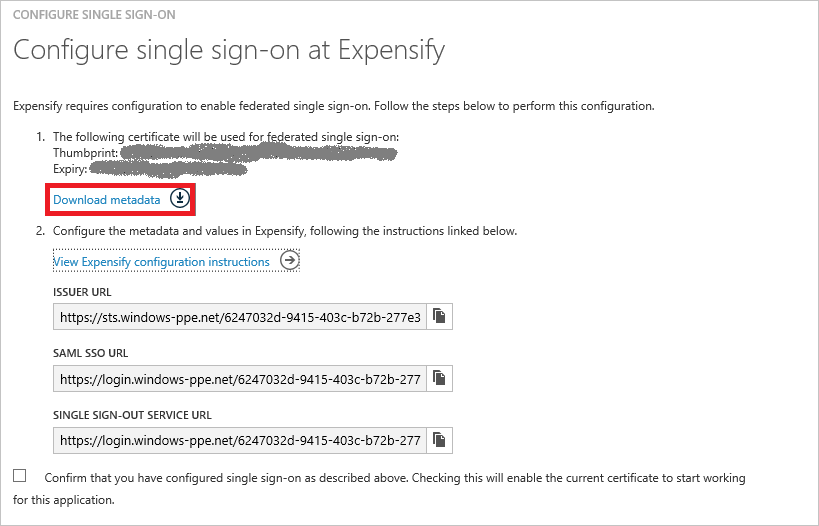 CONFIGURE SINGLE SIGN-ON
Configure single sign-on at Expensify
Expensify requires configuration to enable federated single sign-on. Follow the steps below to perform this configuration.
1. The following certificate will be used for federated single sign-on:
Thumbprint:
Expiry:
Download metadata
2. Configure the metadata and values in Expensify, following the instructions linked below.
View Expensify configuration instructions
ISSUER URL
https://sts.windows-ppe.net/6247032d-9415-403c-b72b-277e3
SAML SSO URL
https://login.windows-ppe.net/6247032d-9415-403c-b72b-277
SINGLE SIGN-OUT SERVICE URL
https://login.windows-ppe.net/6247032d-9415-403c-b72b-277
Confirm that you have configured single sign-on as described above. Checking this will enable the current certificate to start working
for this application.